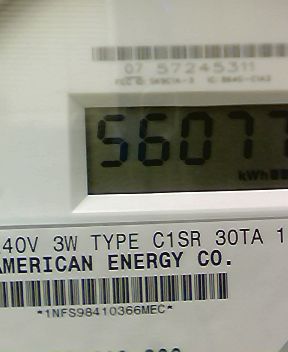 07 57245311
56077
kWh
40V 3W TYPE C1SR 30TA 1
AMERICAN ENERGY CO.
*1NFS98410366MEC*